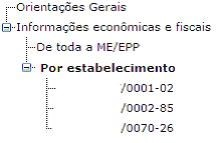 Orientações Gerais
Informações econômicas e fiscais
De toda a ME/EPP
Por estabelecimento
/0001-02
/0002-85
/0070-26